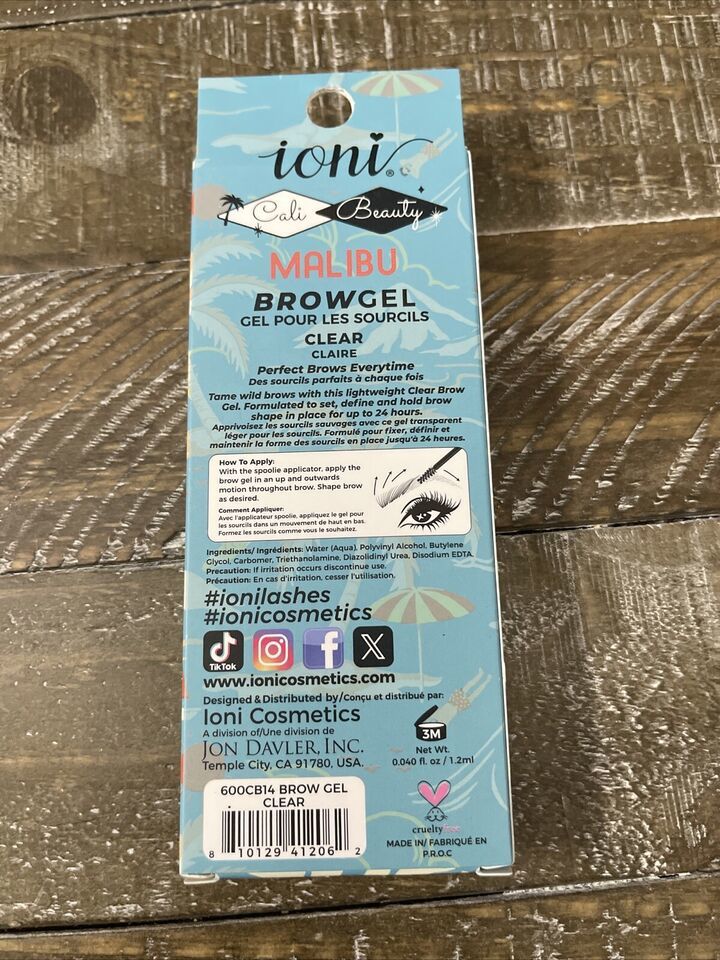 ioni®
Cali Beauty
MALIBU
BROWGEL
GEL POUR LES SOURCILS
CLEAR
CLAIRE
Perfect Brows Everytime
Des sourcils parfaits à chaque fois
Tame wild brows with this lightweight Clear Brow
Gel. Formulated to set, define and hold brow
shape in place for up to 24 hours.
Apprivoisez les sourcils sauvages avec ce gel transparent
léger pour les sourcils. Formulé pour fixer, définir et
maintenir la forme des sourcils en place jusqu'à 24 heures.
How To Apply:
With the spoolie applicator, apply the
brow gel in an up and outwards
motion throughout brow. Shape brow
as desired.
Comment Appliquer:
Avec l'applicateur spoolie, appliquez le gel pour
les sourcils dans un mouvement de haut en bas.
Formez les sourcils comme vous le souhaitez.
Ingredients/ Ingrédients: Water (Aqua), Polyvinyl Alcohol, Butylene
Glycol, Carbomer, Triethanolamine, Diazolidinyl Urea, Disodium EDTA.
Precaution: If irritation occurs discontinue use.
Précaution: En cas d'irritation, cesser l'utilisation.
#ionilashes
#ionicosmetics
TikTok
www.ionicosmetics.com
Designed & Distributed by/Conçu et distribué par:
Ioni Cosmetics
A division of/Une division de
JON DAVLER, INC.
Temple City, CA 91780, USA.
3M
Net Wt.
0.040 fl. oz / 1.2ml
600CB14 BROW GEL
CLEAR
8 10129 41206 2
cruelty free
MADE IN/ FABRIQUÉ EN
P.R.O.C